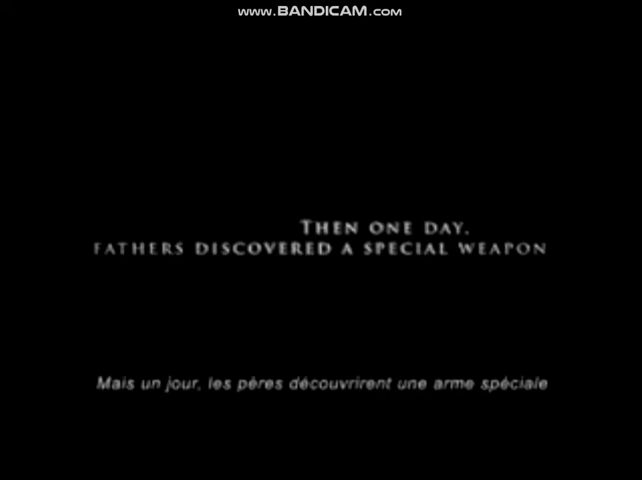 www.BANDICAM.com
THEN ONE DAY,
FATHERS DISCOVERED A SPECIAL WEAPON
Mais un jour, les pères découvrirent une arme spéciale